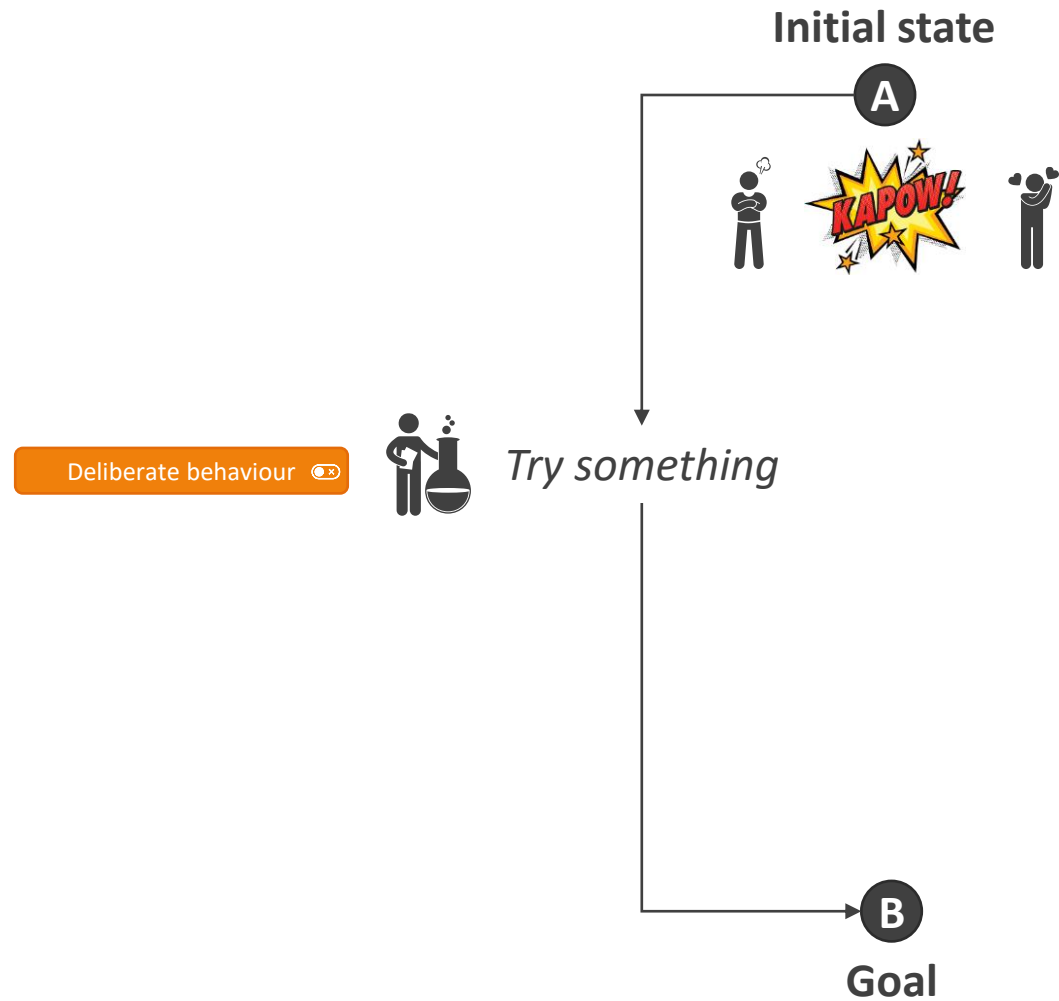 Initial state
A
KAPOW!
Deliberate behaviour
Try something
B
Goal